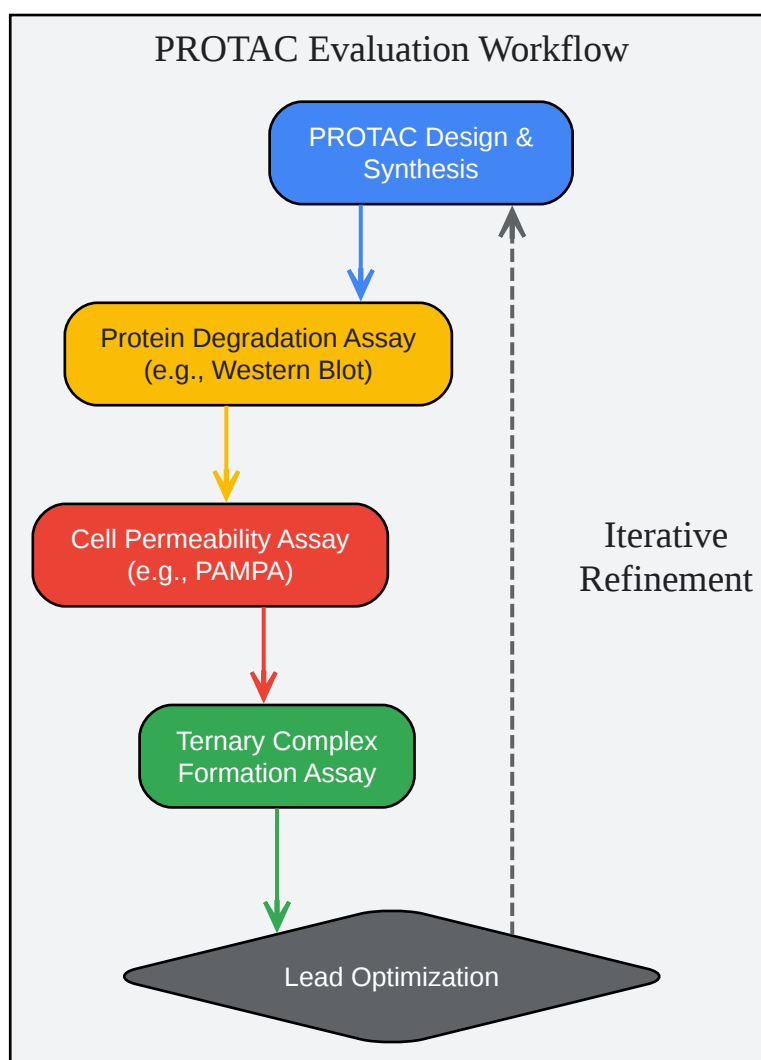 PROTAC Evaluation Workflow
PROTAC Design &
Synthesis
Protein Degradation Assay
(e.g., Western Blot)
Cell Permeability Assay
(e.g., PAMPA)
Iterative
Refinement
Ternary Complex
Formation Assay
Lead Optimization